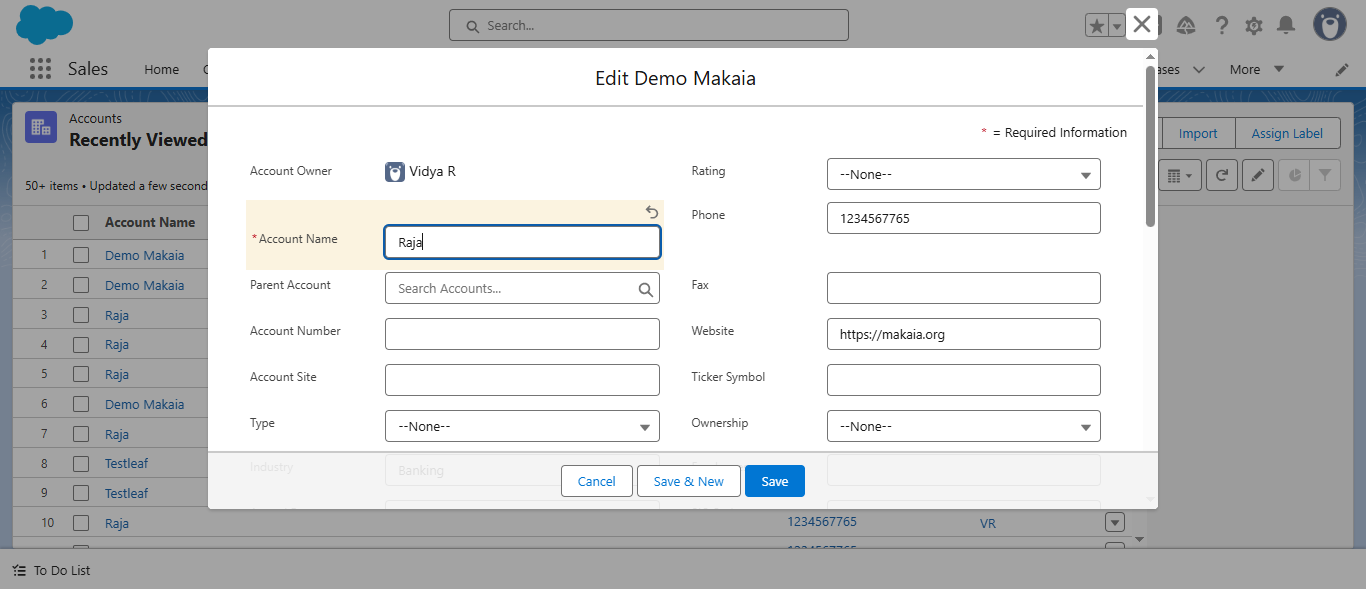 Search...
Sales
Home
C
ases
More
Edit Demo Makaia
Accounts
Recently Viewed
Import
Assign Label
* = Required Information
50+ items • Updated a few second
Account Owner
Vidya R
Rating
--None--
Account Name
Phone
1234567765
*Account Name
Raja
1 Demo Makaia
Parent Account
Search Accounts...
Fax
2 Demo Makaia
3 Raja
Account Number
Website
https://makaia.org
4 Raja
5 Raja
Account Site
Ticker Symbol
6 Demo Makaia
Type
--None--
Ownership
--None--
7 Raja
8 Testleaf
Industry
Banking
Cancel
Save & New
Save
9 Testleaf
10 Raja
1234567765
VR
To Do List